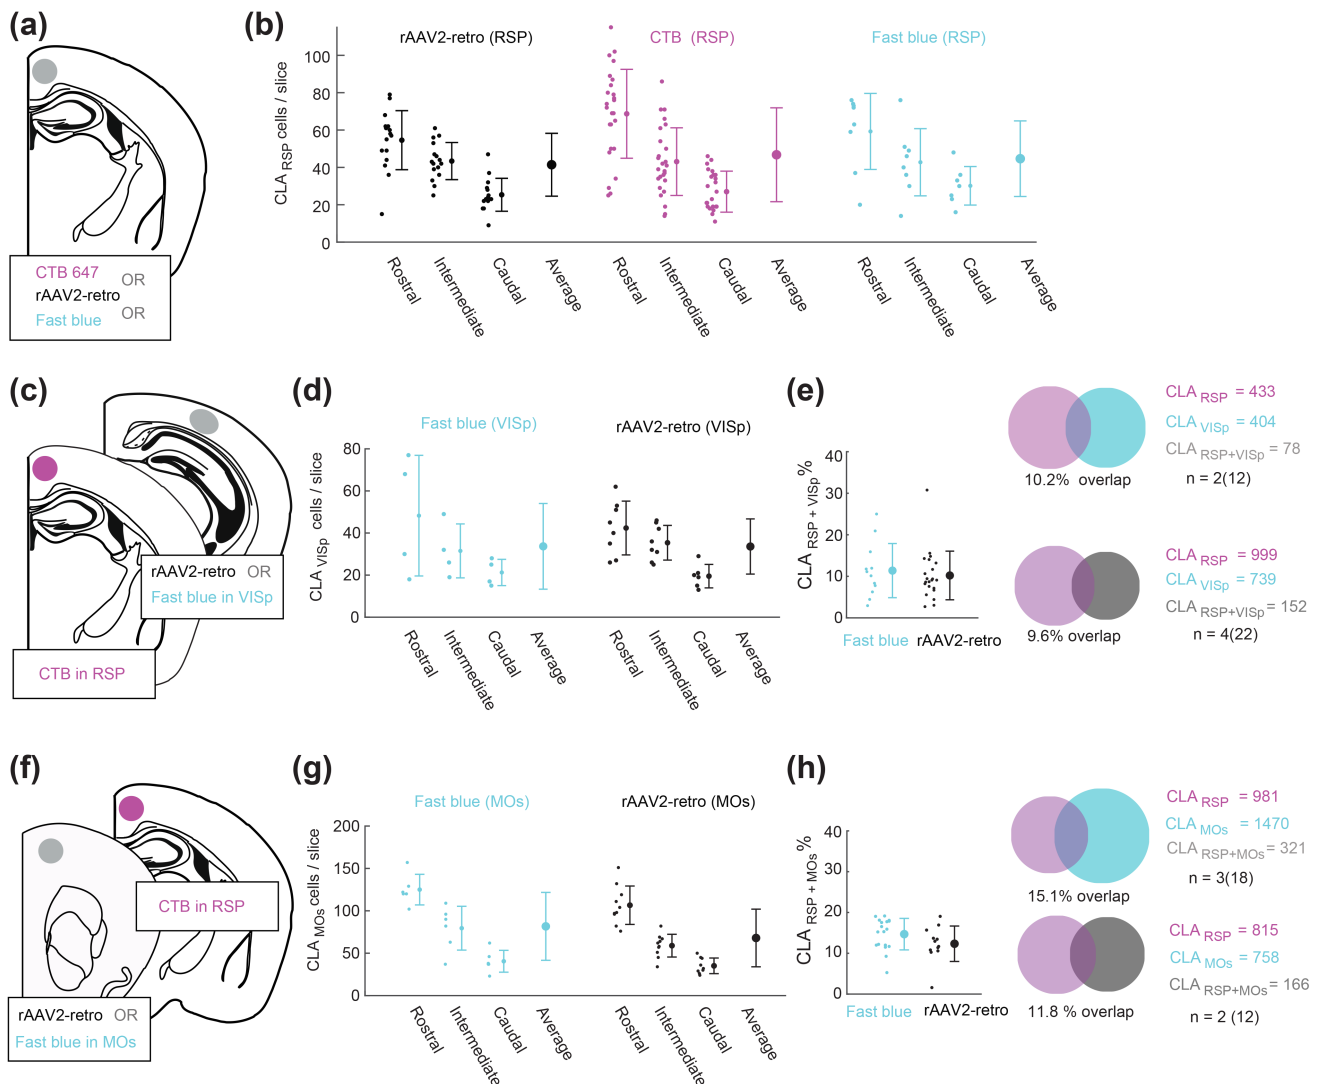 (a)
CTB 647
OR
rAAV2-retro
OR
Fast blue
(b)
rAAV2-retro (RSP)
CTB (RSP)
Fast blue (RSP)
CLA RSP cells / slice
100
80
60
40
20
0
Rostral
Intermediate
Caudal
Average
Rostral
Intermediate
Caudal
Average
Rostral
Intermediate
Caudal
Average
(c)
rAAV2-retro OR
Fast blue in VISp
CTB in RSP
(d)
Fast blue (VISp)
rAAV2-retro (VISp)
CLA VISp cells / slice
80
60
40
20
0
Rostral
Intermediate
Caudal
Average
Rostral
Intermediate
Caudal
Average
(e)
CLA RSP + VISp %
40
30
20
10
0
Fast blue
rAAV2-retro
10.2% overlap
CLA RSP = 433
CLA VISp = 404
CLA RSP+VISp = 78
n = 2(12)
9.6% overlap
CLA RSP = 999
CLA VISp = 739
CLA RSP+VISp = 152
n = 4(22)
(f)
CTB in RSP
rAAV2-retro OR
Fast blue in MOs
(g)
Fast blue (MOs)
rAAV2-retro (MOs)
CLA MOs cells / slice
200
150
100
50
0
Rostral
Intermediate
Caudal
Average
Rostral
Intermediate
Caudal
Average
(h)
CLA RSP + MOs %
40
30
20
10
0
Fast blue
rAAV2-retro
15.1% overlap
CLA RSP = 981
CLA MOs = 1470
CLA RSP+MOs = 321
n = 3(18)
11.8 % overlap
CLA RSP = 815
CLA MOs = 758
CLA RSP+MOs = 166
n = 2 (12)